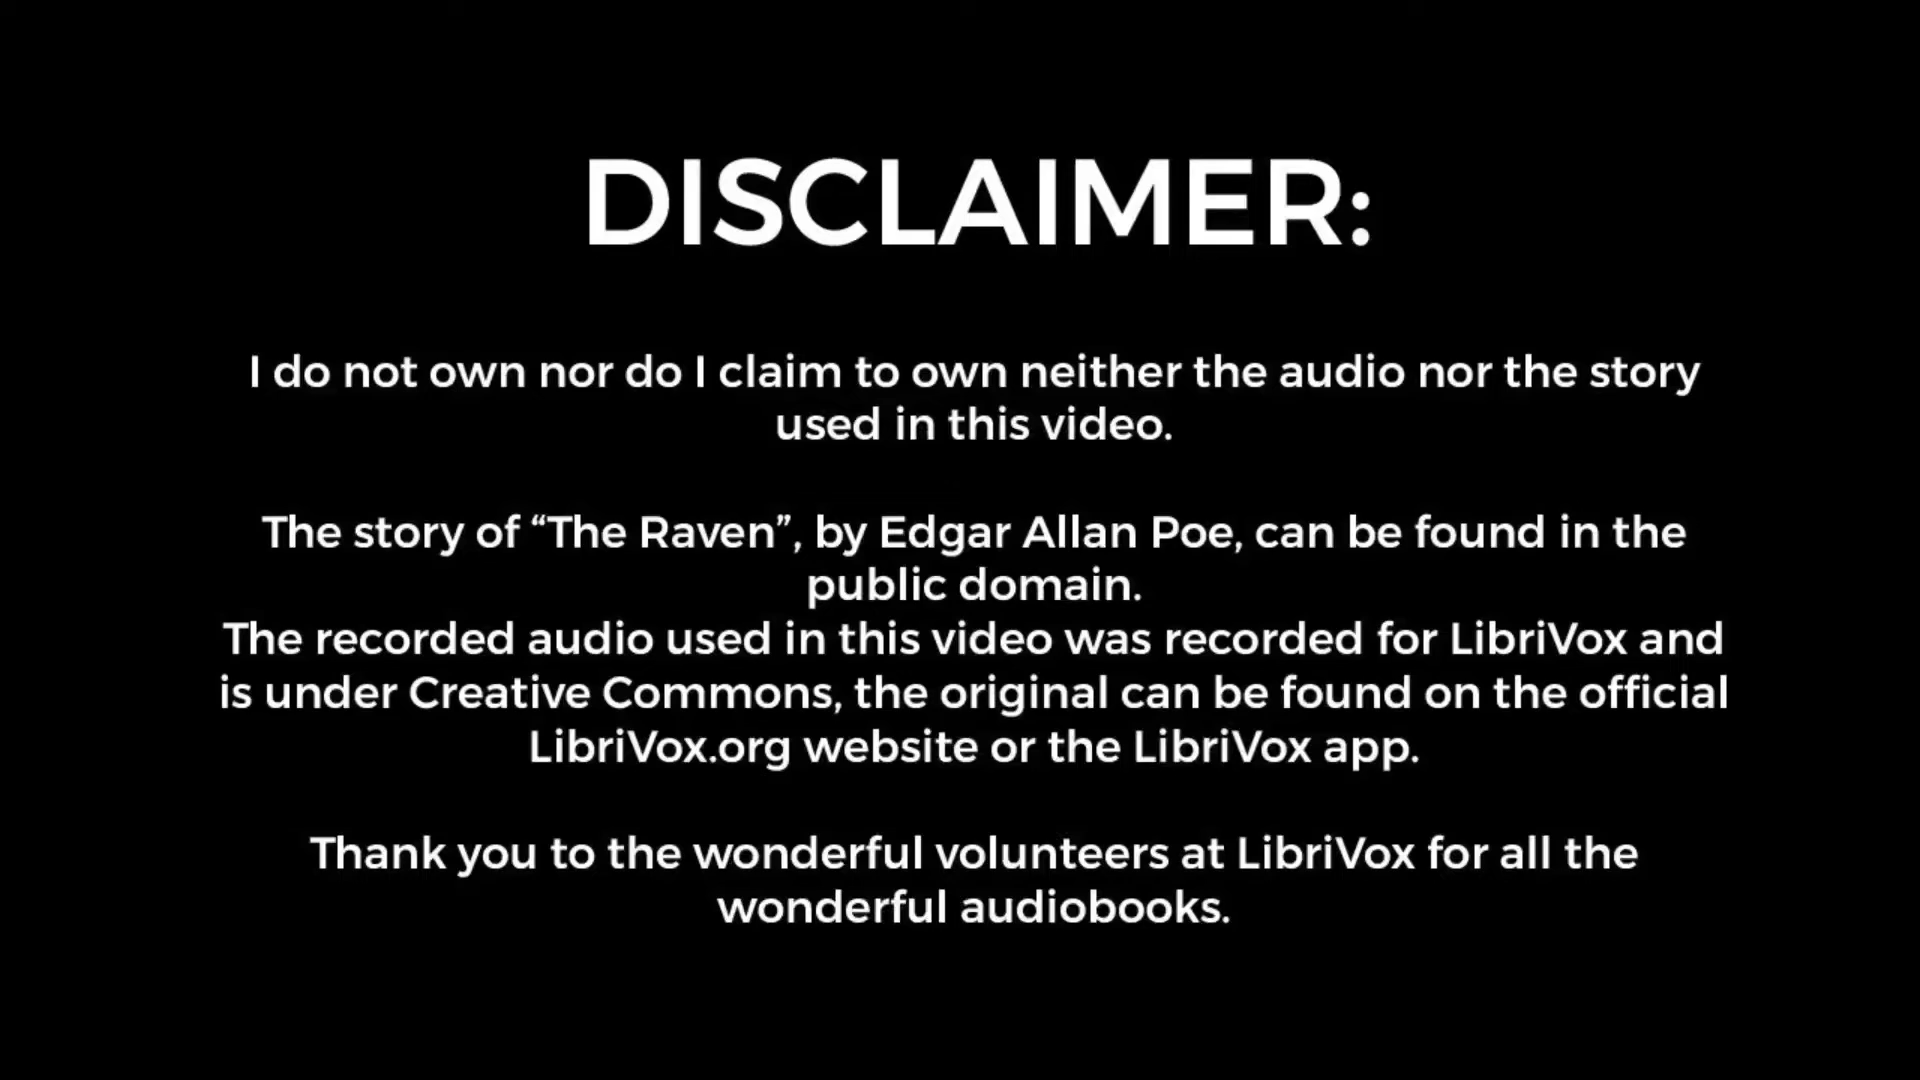 DISCLAIMER:
I do not own nor do I claim to own neither the audio nor the story
used in this video.
The story of “The Raven”, by Edgar Allan Poe, can be found in the
public domain.
The recorded audio used in this video was recorded for LibriVox and
is under Creative Commons, the original can be found on the official
LibriVox.org website or the LibriVox app.
Thank you to the wonderful volunteers at LibriVox for all the
wonderful audiobooks.